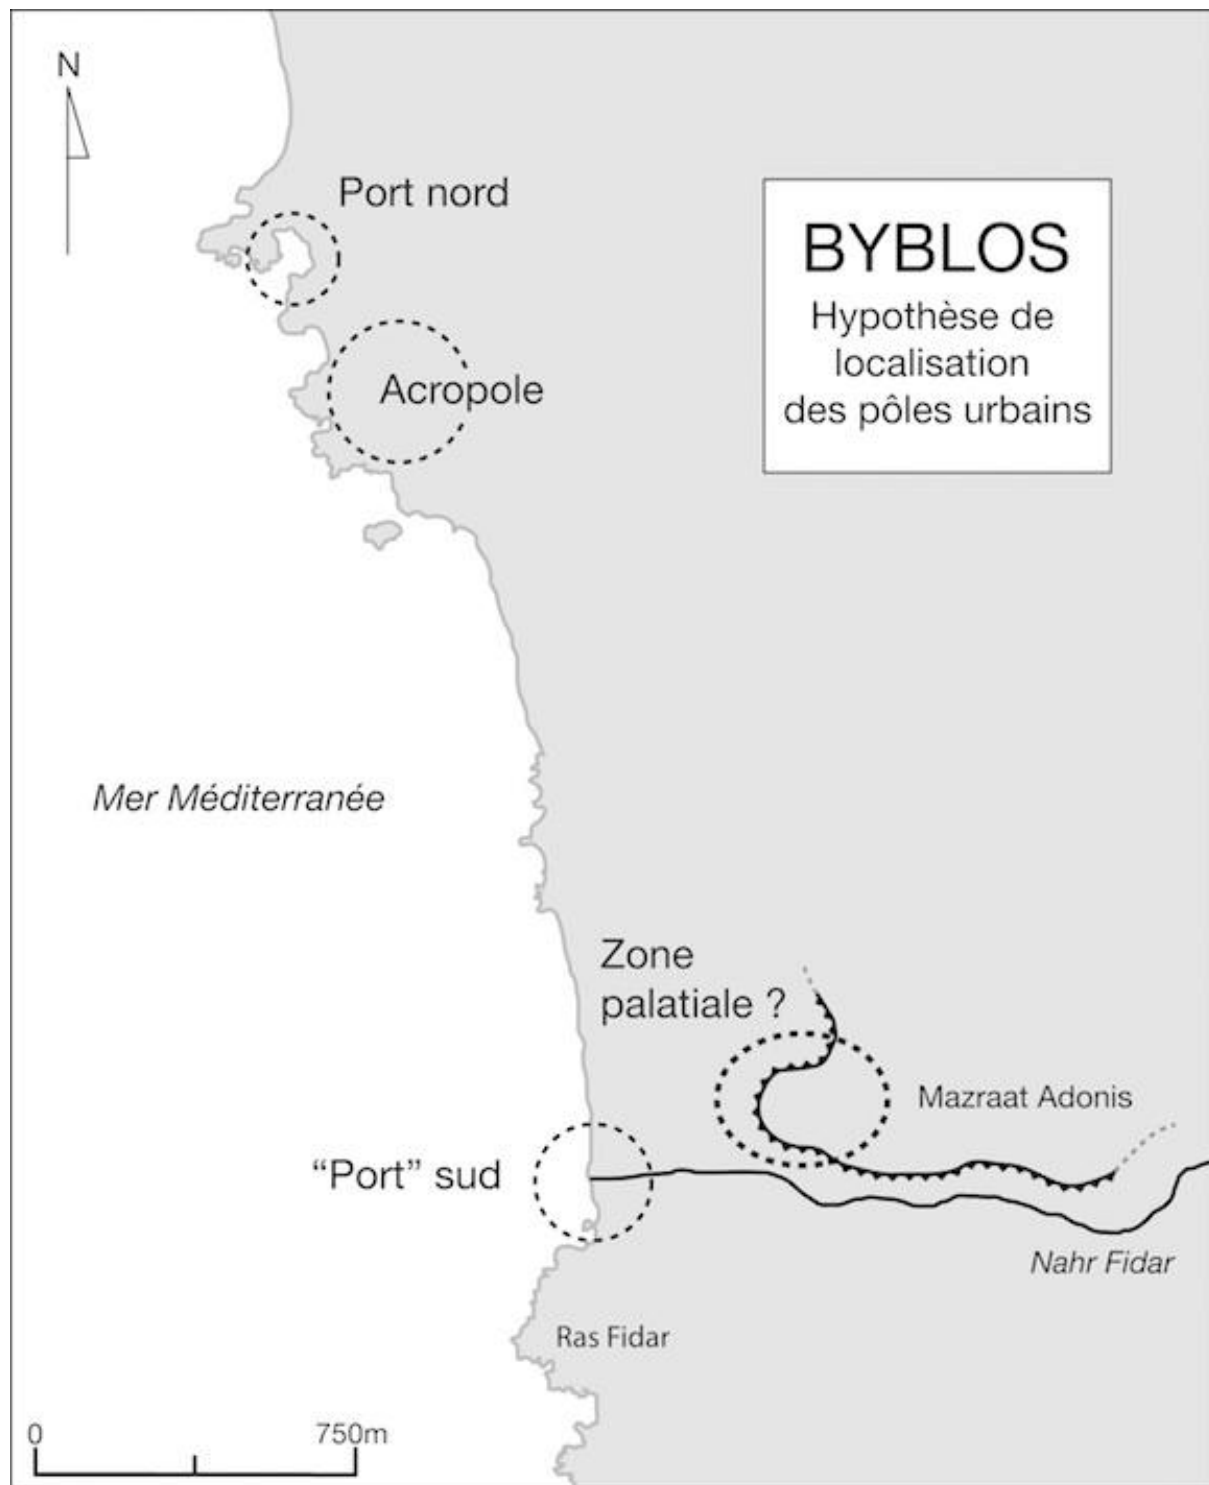 N
Port nord
BYBLOS
Hypothèse de
localisation
des pôles urbains
Acropole
Mer Méditerranée
Zone
palatiale ?
Mazraat Adonis
“Port” sud
Nahr Fidar
Ras Fidar
0
750m